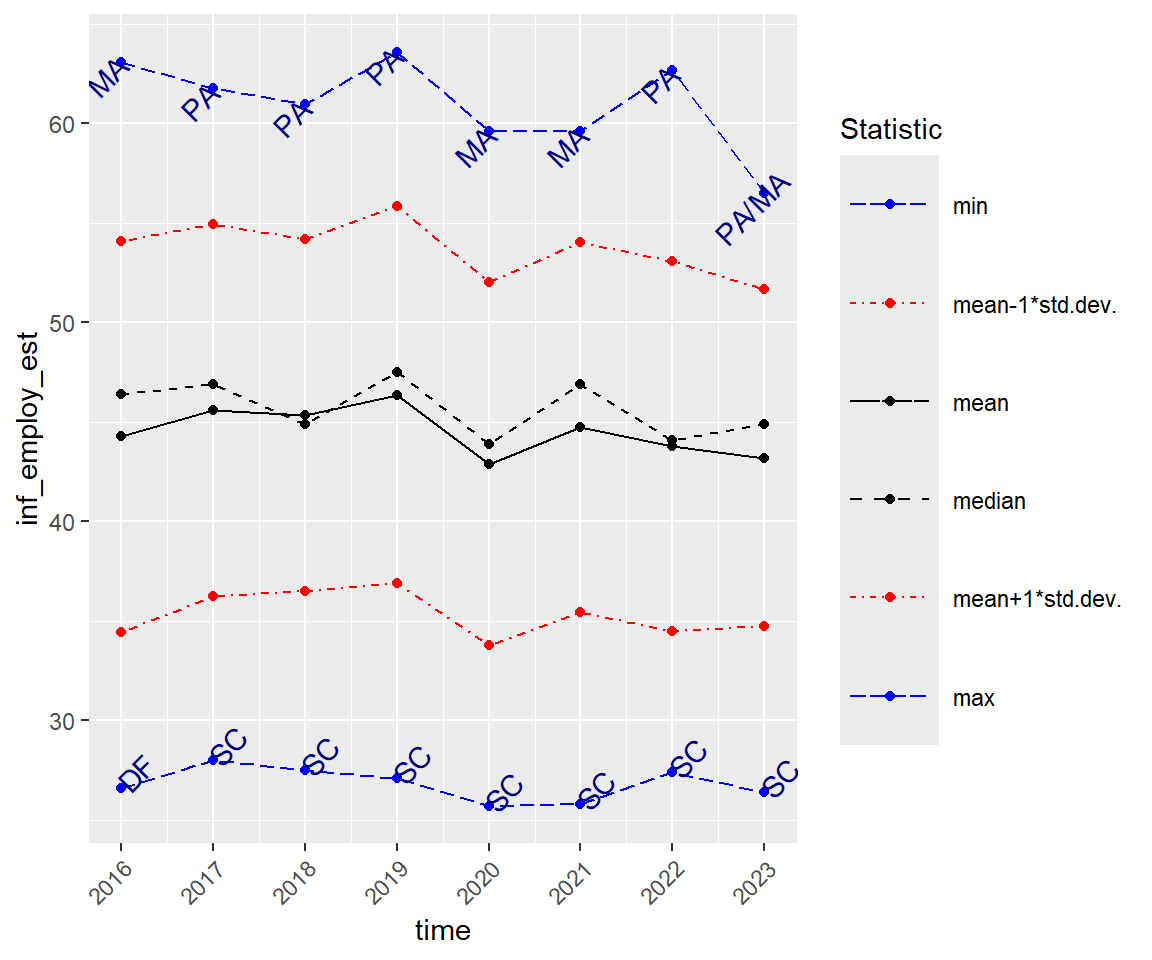 inf_employ_est
60
50
40
30
MA
PA
PA
PA
MA
MA
PA
PA/MA
DF
SC
SC
SC
SC
SC
SC
SC
2016
2017
2018
2019
2020
2021
2022
2023
time
Statistic
min
mean-1*std.dev.
mean
median
mean+1*std.dev.
max